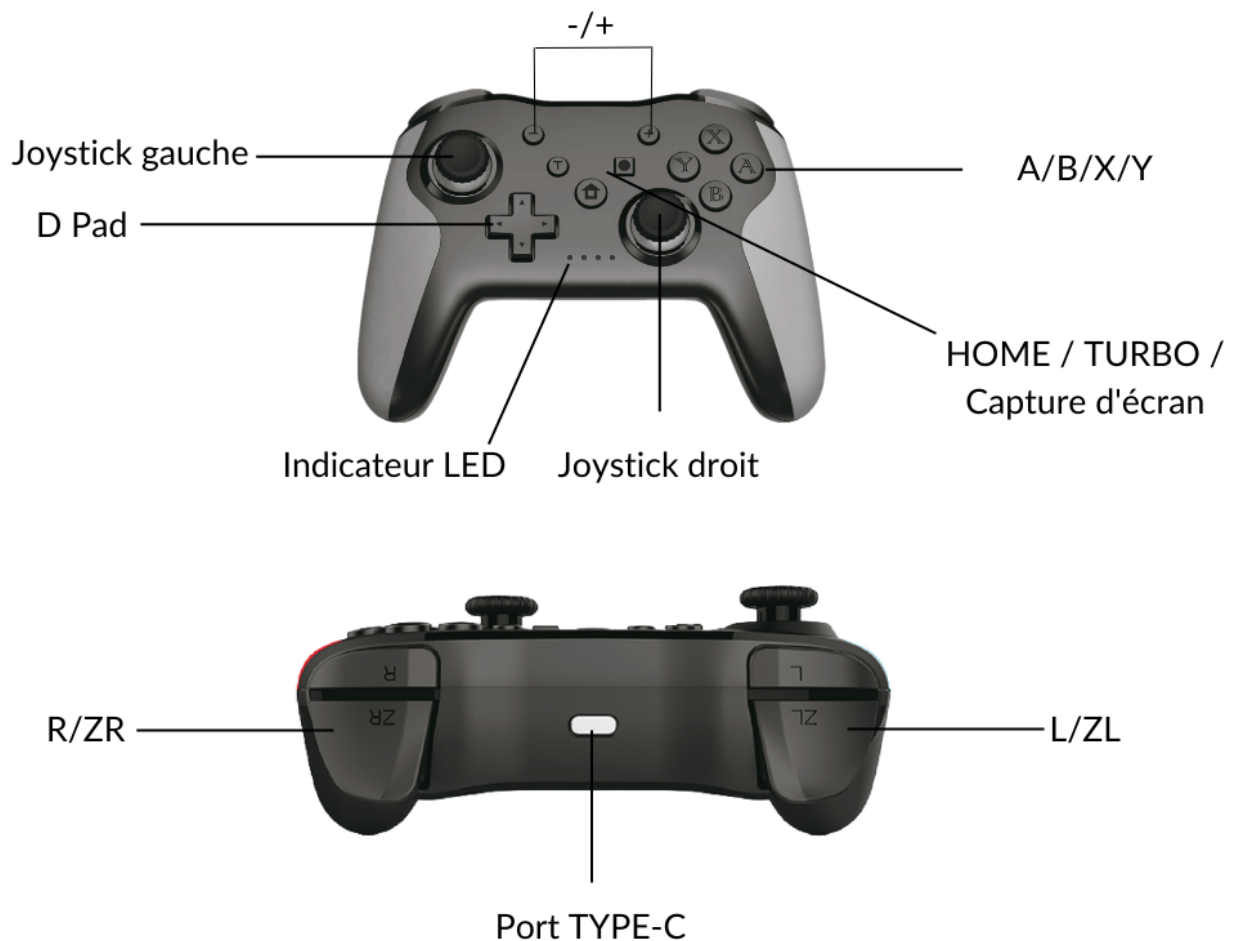 -/+
Joystick gauche
A/B/X/Y
D Pad
- +
X
T Y A
B
HOME / TURBO /
Capture d'écran
Indicateur LED
Joystick droit
R L
ZR ZL
R/ZR
L/ZL
Port TYPE-C